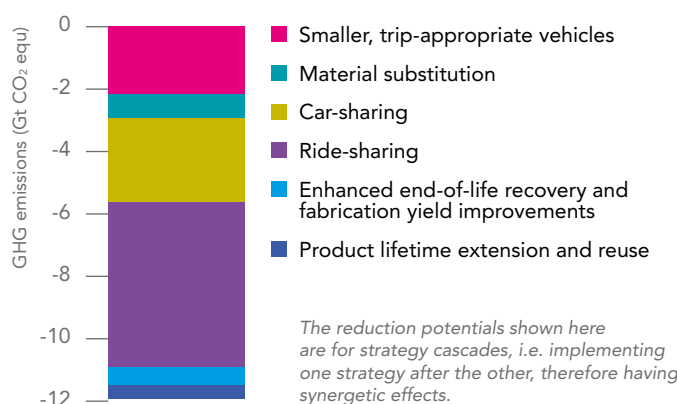 GHG emissions (Gt CO₂ equ)
0
-2
-4
-6
-8
-10
-12
Smaller, trip-appropriate vehicles
Material substitution
Car-sharing
Ride-sharing
Enhanced end-of-life recovery and
fabrication yield improvements
Product lifetime extension and reuse
The reduction potentials shown here
are for strategy cascades, i.e. implementing
one strategy after the other, therefore having
synergetic effects.